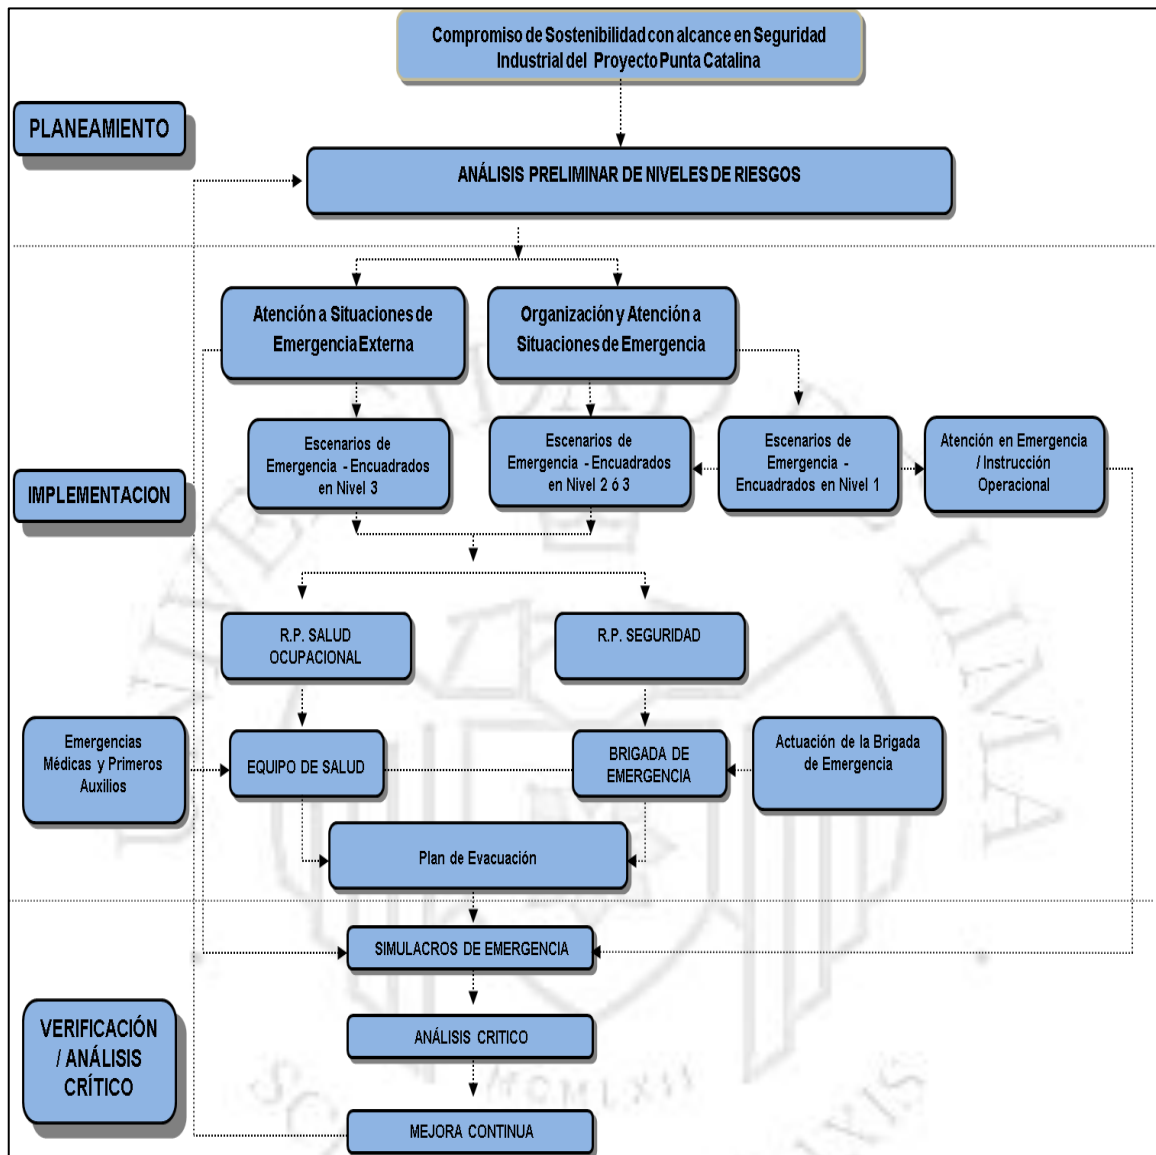 Compromiso de Sostenibilidad con alcance en Seguridad
Industrial del Proyecto Punta Catalina
PLANEAMIENTO
ANÁLISIS PRELIMINAR DE NIVELES DE RIESGOS
Atención a Situaciones de
Emergencia Externa
Organización y Atención a
Situaciones de Emergencia
IMPLEMENTACION
Escenarios de
Emergencia - Encuadrados
en Nivel 3
Escenarios de
Emergencia - Encuadrados
en Nivel 2 ó 3
Escenarios de
Emergencia -
Encuadrados en Nivel 1
Atención en Emergencia
/ Instrucción
Operacional
R.P. SALUD
OCUPACIONAL
R.P. SEGURIDAD
Emergencias
Médicas y Primeros
Auxilios
EQUIPO DE SALUD
BRIGADA DE
EMERGENCIA
Actuación de la Brigada
de Emergencia
Plan de Evacuación
SIMULACROS DE EMERGENCIA
VERIFICACIÓN
/ ANÁLISIS
CRÍTICO
ANÁLISIS CRITICO
MEJORA CONTINUA
MCMLXII